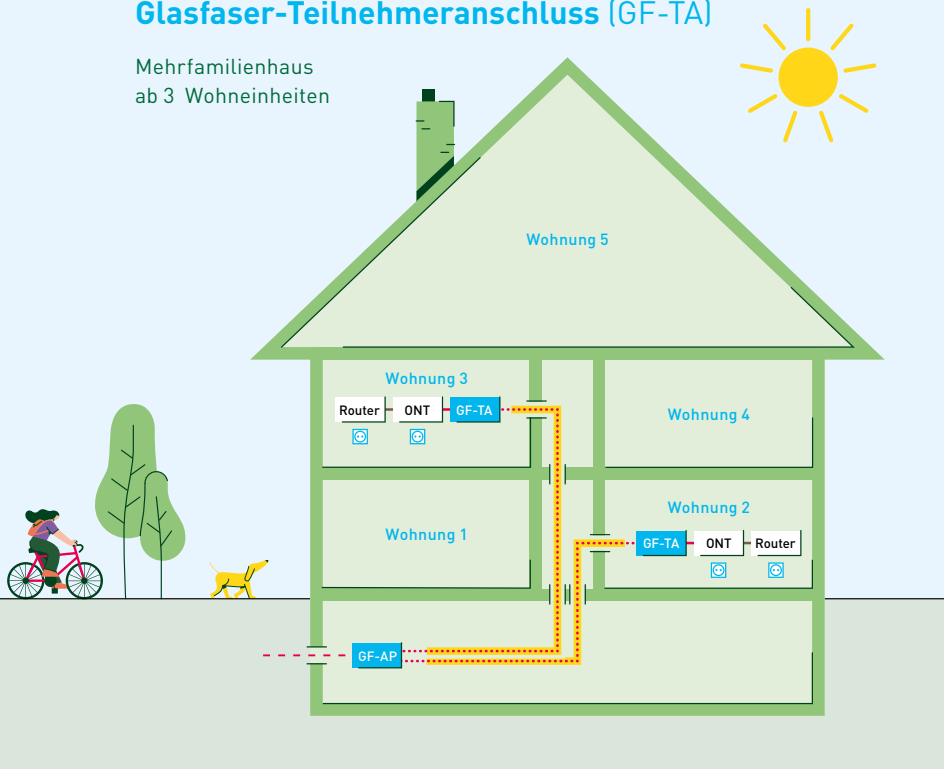 Glasfaser-Teilnehmeranschluss (GF-TA)
Mehrfamilienhaus
ab 3 Wohneinheiten
Wohnung 5
Wohnung 3
Router
ONT
GF-TA
Wohnung 4
Wohnung 1
Wohnung 2
GF-TA
ONT
Router
GF-AP